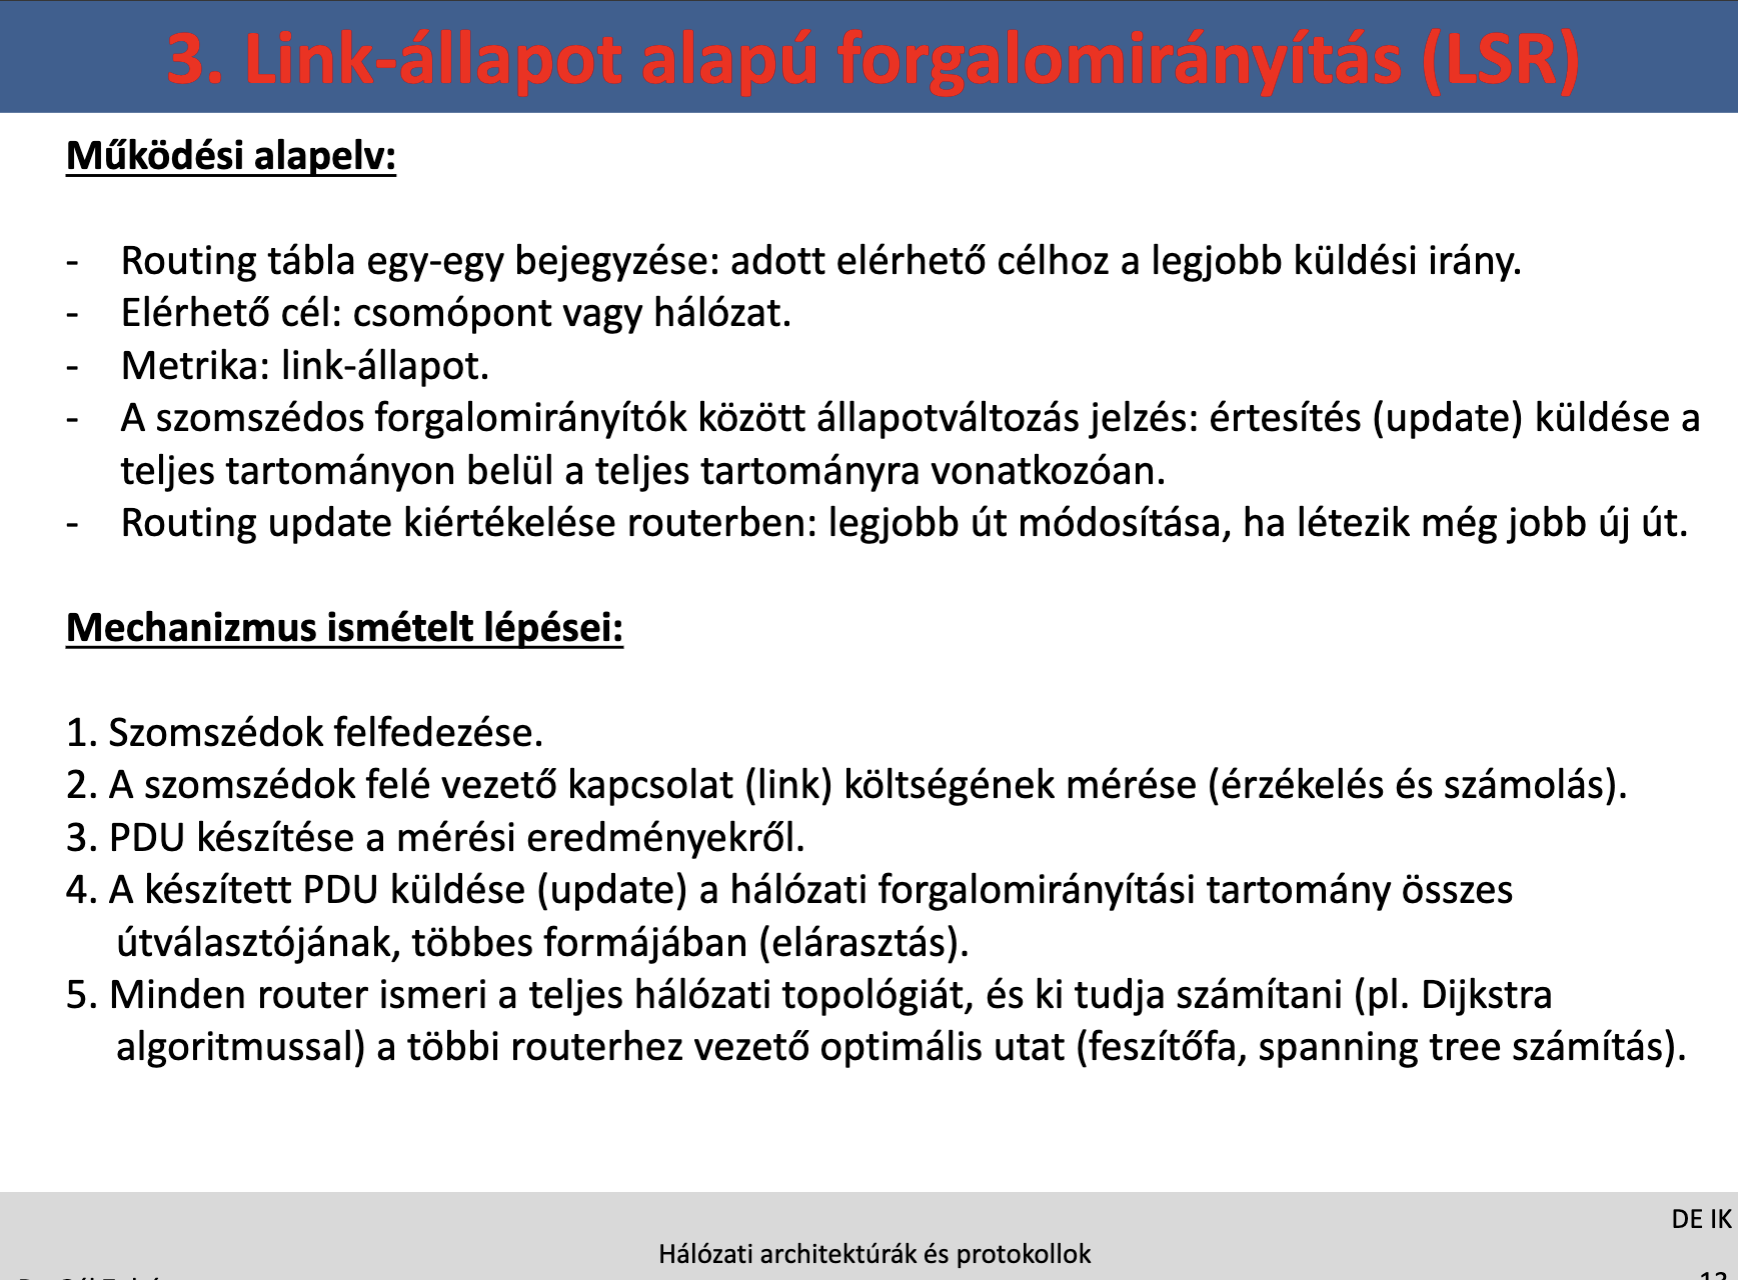 3. Link-állapot alapú forgalomirányítás (LSR)
Működési alapelv:
- Routing tábla egy-egy bejegyzése: adott elérhető célhoz a legjobb küldési irány.
- Elérhető cél: csomópont vagy hálózat.
- Metrika: link-állapot.
- A szomszédos forgalomirányítók között állapotváltozás jelzés: értesítés (update) küldése a
teljes tartományon belül a teljes tartományra vonatkozóan.
- Routing update kiértékelése routerben: legjobb út módosítása, ha létezik még jobb új út.
Mechanizmus ismételt lépései:
1. Szomszédok felfedezése.
2. A szomszédok felé vezető kapcsolat (link) költségének mérése (érzékelés és számolás).
3. PDU készítése a mérési eredményekről.
4. A készített PDU küldése (update) a hálózati forgalomirányítási tartomány összes
útválasztójának, többes formájában (elárasztás).
5. Minden router ismeri a teljes hálózati topológiát, és ki tudja számítani (pl. Dijkstra
algoritmussal) a többi routerhez vezető optimális utat (feszítőfa, spanning tree számítás).
DE IK
Hálózati architektúrák és protokollok